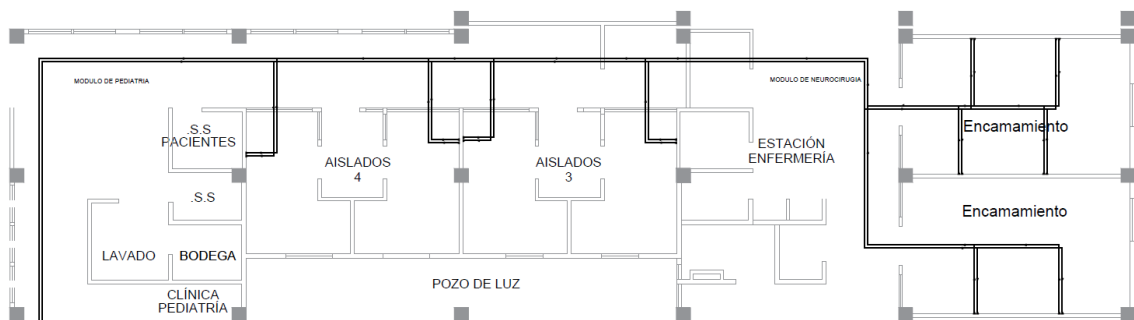 MODULO DE PEDIATRIA
MODULO DE NEUROCIRUGIA
.S.S
PACIENTES
AISLADOS
4
AISLADOS
3
ESTACIÓN
ENFERMERÍA
Encamamiento
.S.S
Encamamiento
LAVADO
BODEGA
POZO DE LUZ
CLÍNICA
PEDIATRÍA